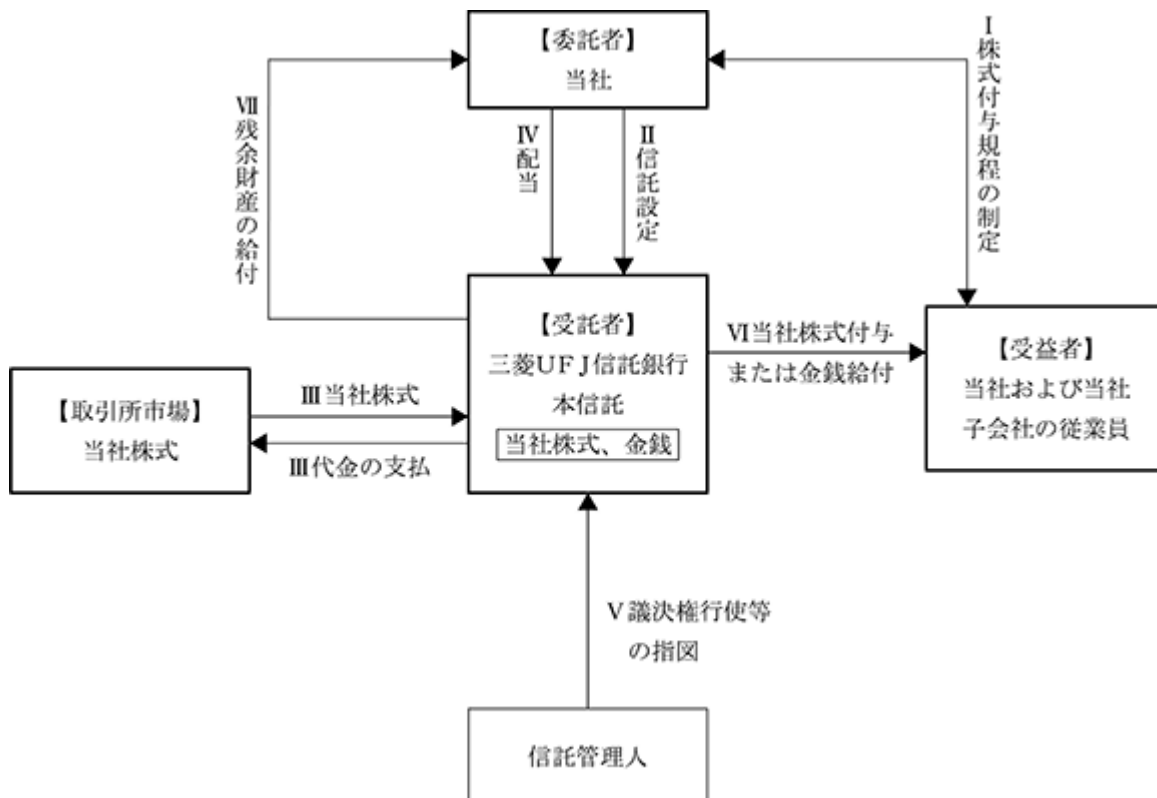 【委託者】
当社
Ⅰ株式付与規程の制定
Ⅶ残余財産の給付
Ⅳ配当
Ⅱ信託設定
【受託者】
三菱UFJ信託銀行
本信託
当社株式、金銭
Ⅵ当社株式付与
または金銭給付
【受益者】
当社および当社
子会社の従業員
【取引所市場】
当社株式
Ⅲ当社株式
Ⅲ代金の支払
Ⅴ議決権行使等
の指図
信託管理人